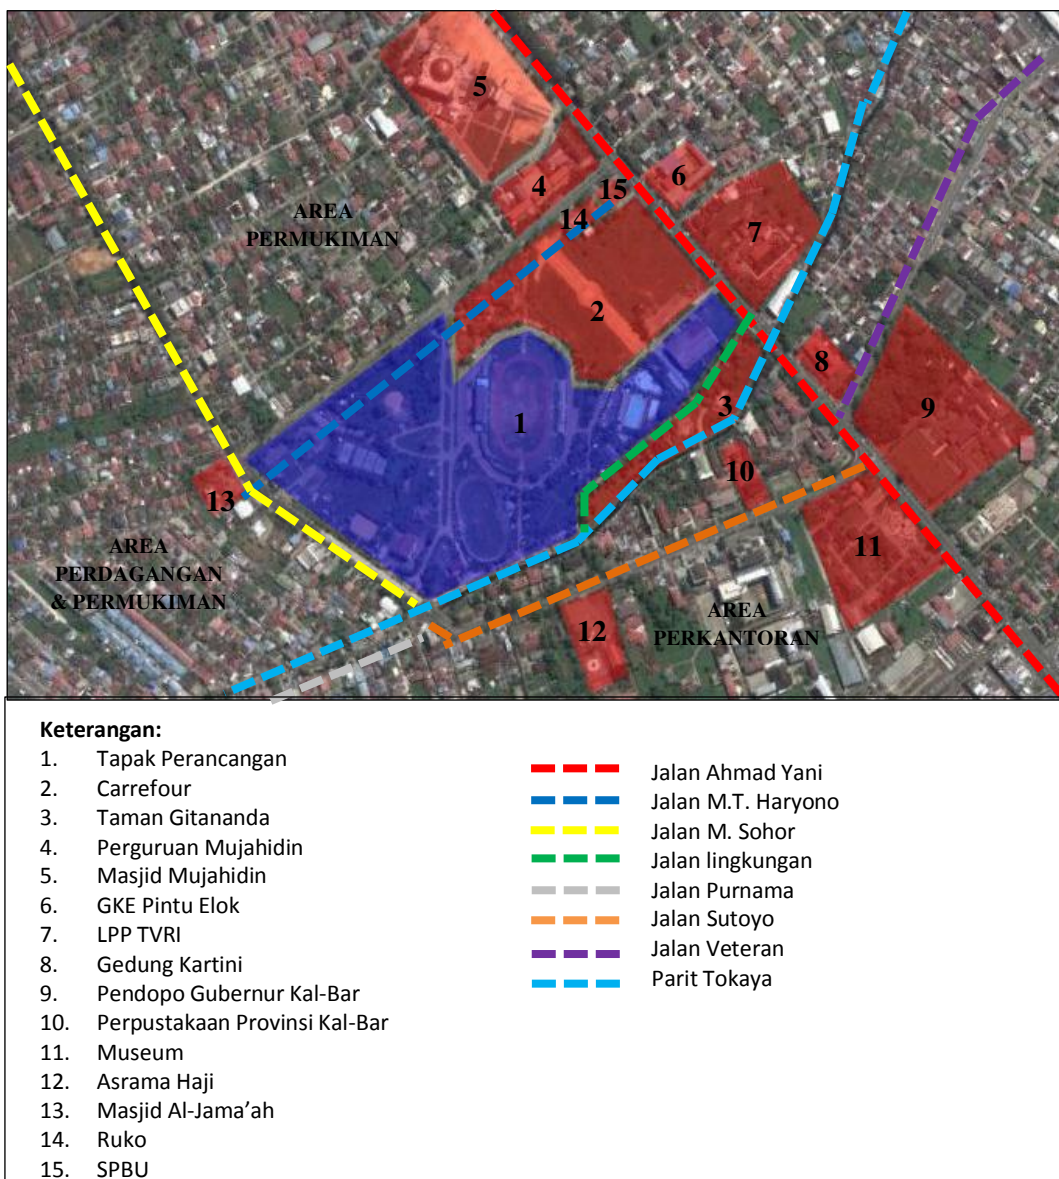 5
4
15
6
14
7
AREA
PERMUKIMAN
2
8
3
9
1
10
13
11
AREA
PERDAGANGAN
& PERMUKIMAN
12
AREA
PERKANTORAN
Keterangan:
1. Tapak Perancangan
2. Carrefour
3. Taman Gitananda
4. Perguruan Mujahidin
5. Masjid Mujahidin
6. GKE Pintu Elok
7. LPP TVRI
8. Gedung Kartini
9. Pendopo Gubernur Kal-Bar
10. Perpustakaan Provinsi Kal-Bar
11. Museum
12. Asrama Haji
13. Masjid Al-Jama’ah
14. Ruko
15. SPBU
Jalan Ahmad Yani
Jalan M.T. Haryono
Jalan M. Sohor
Jalan lingkungan
Jalan Purnama
Jalan Sutoyo
Jalan Veteran
Parit Tokaya